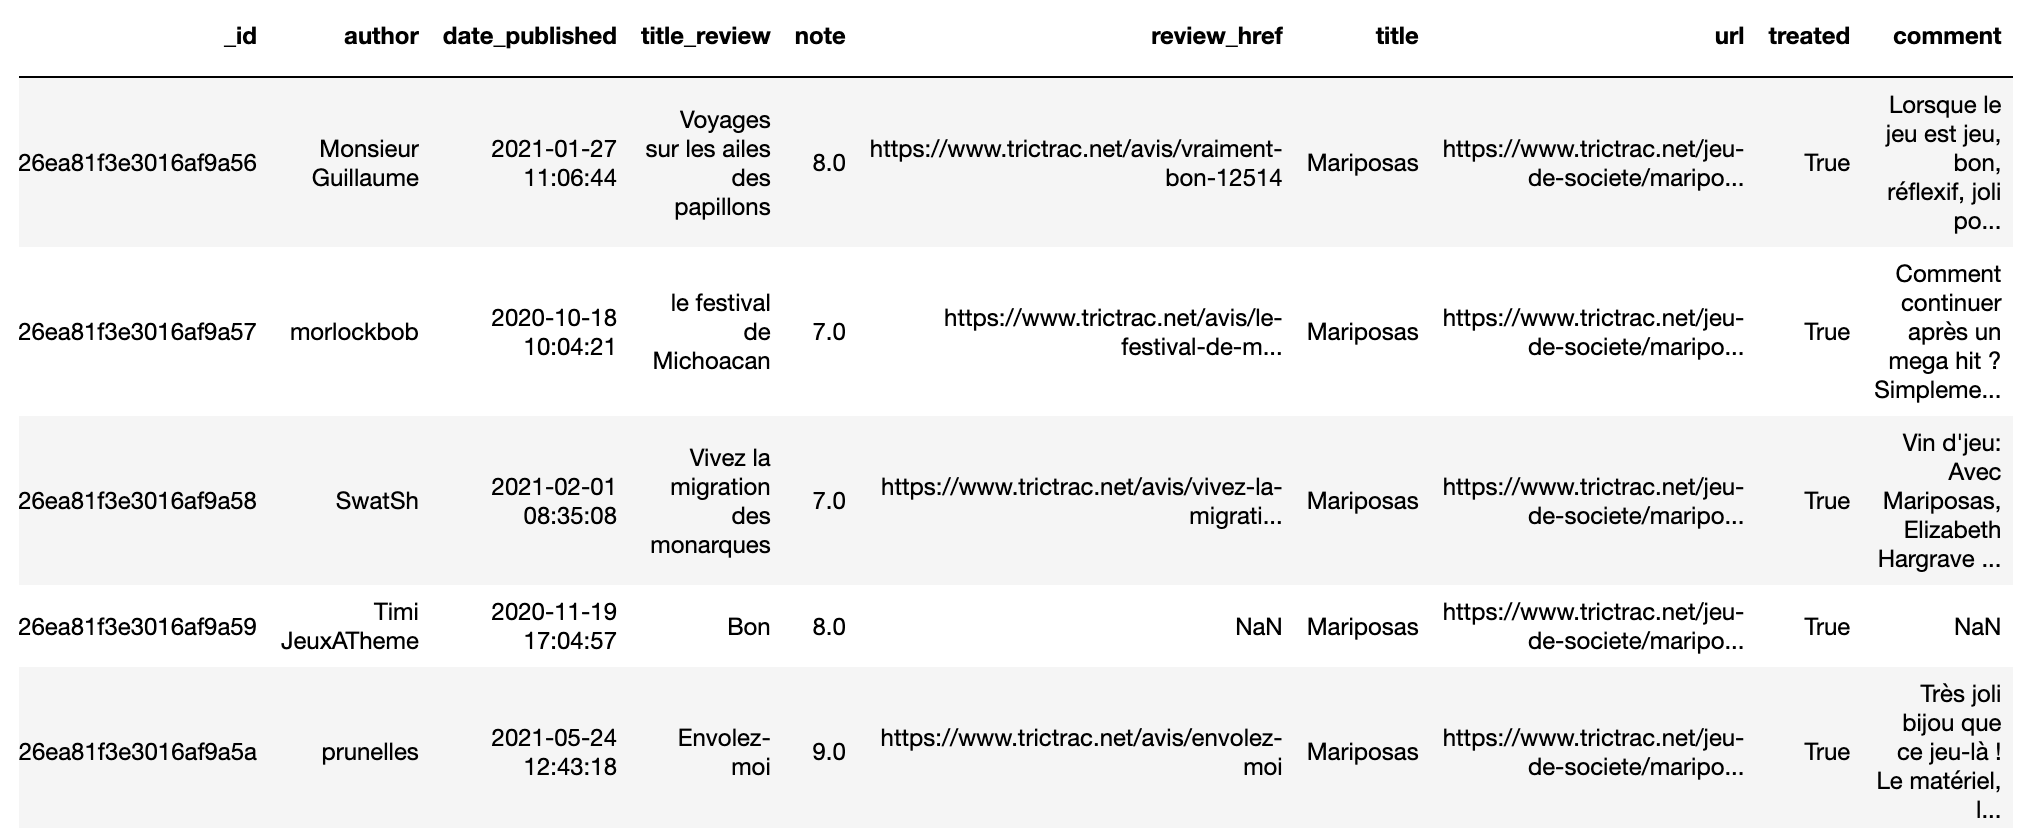 _id author date_published title_review note review_href title url treated comment
26ea81f3e3016af9a56
Monsieur
Guillaume
2021-01-27
11:06:44
Voyages
sur les ailes
des
papillons
8.0
https://www.trictrac.net/avis/vraiment-
bon-12514
Mariposas
https://www.trictrac.net/jeu-
de-societe/maripo...
True
Lorsque le
jeu est jeu,
bon,
réflexif, joli
po...
26ea81f3e3016af9a57
morlockbob
2020-10-18
10:04:21
le festival
de
Michoacan
7.0
https://www.trictrac.net/avis/le-
festival-de-m...
Mariposas
https://www.trictrac.net/jeu-
de-societe/maripo...
True
Comment
continuer
après un
mega hit ?
Simpleme...
26ea81f3e3016af9a58
SwatSh
2021-02-01
08:35:08
Vivez la
migration
des
monarques
7.0
https://www.trictrac.net/avis/vivez-la-
migrati...
Mariposas
https://www.trictrac.net/jeu-
de-societe/maripo...
True
Vin d'jeu:
Avec
Mariposas,
Elizabeth
Hargrave ...
26ea81f3e3016af9a59
Timi
JeuxATheme
2020-11-19
17:04:57
Bon
8.0
NaN
Mariposas
https://www.trictrac.net/jeu-
de-societe/maripo...
True
NaN
26ea81f3e3016af9a5a
prunelles
2021-05-24
12:43:18
Envolez-
moi
9.0
https://www.trictrac.net/avis/envolez-
moi
Mariposas
https://www.trictrac.net/jeu-
de-societe/maripo...
True
Très joli
bijou que
ce jeu-là !
Le matériel,
l...